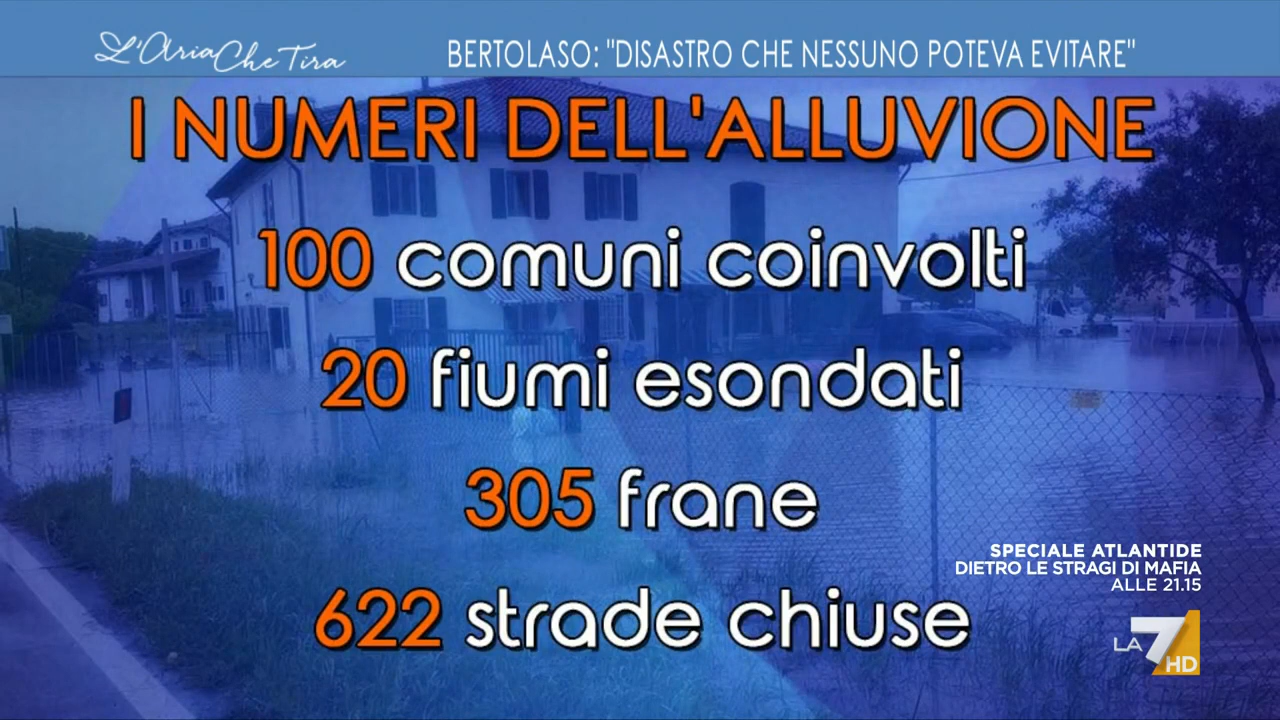 L'Aria Che Tira
BERTOLASO: "DISASTRO CHE NESSUNO POTEVA EVITARE"
I NUMERI DELL'ALLUVIONE
100 comuni coinvolti
20 fiumi esondati
305 frane
622 strade chiuse
SPECIALE ATLANTIDE
DIETRO LE STRAGI DI MAFIA
ALLE 21.15
LA 7 HD